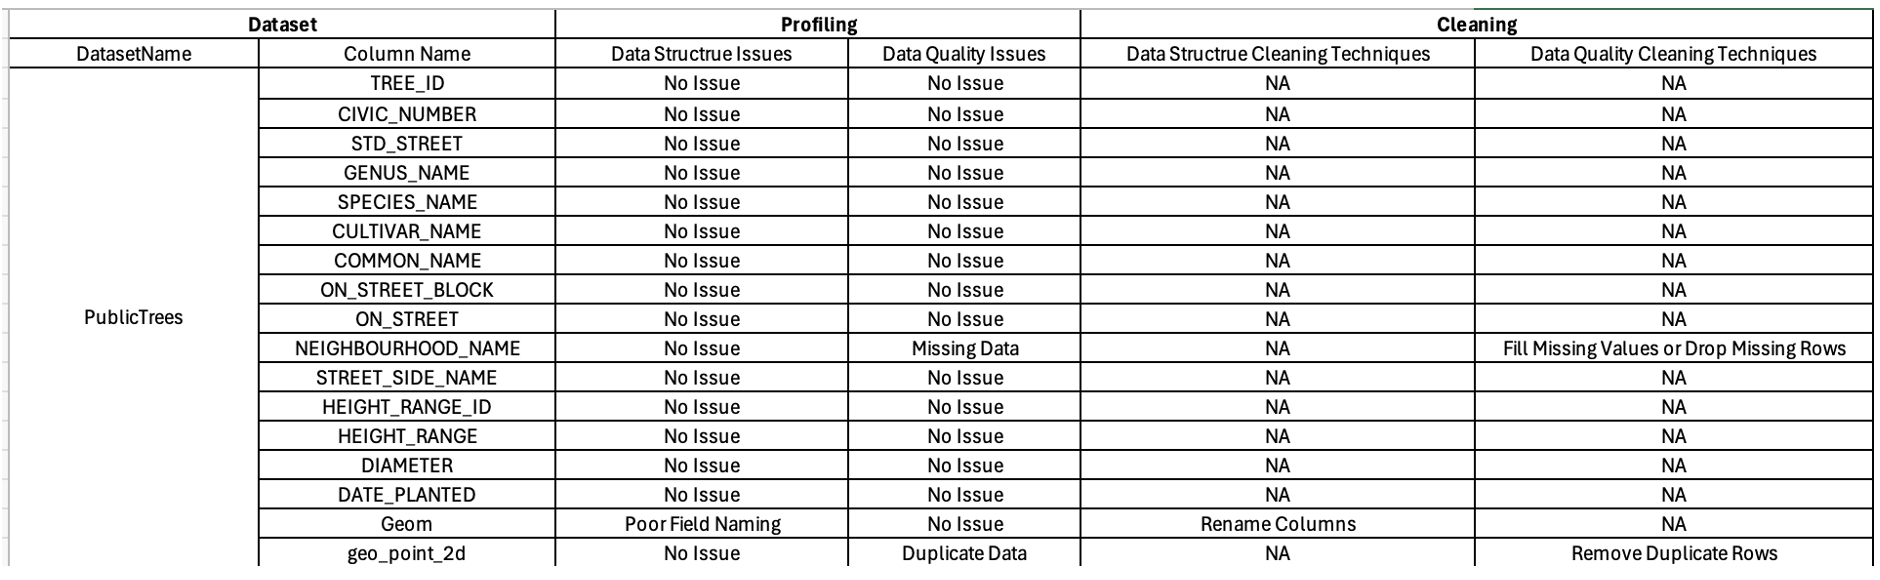 Dataset Profiling Cleaning
DatasetName Column Name Data Structrue Issues Data Quality Issues Data Structrue Cleaning Techniques Data Quality Cleaning Techniques
TREE_ID No Issue No Issue NA NA
CIVIC_NUMBER No Issue No Issue NA NA
STD_STREET No Issue No Issue NA NA
GENUS_NAME No Issue No Issue NA NA
SPECIES_NAME No Issue No Issue NA NA
CULTIVAR_NAME No Issue No Issue NA NA
COMMON_NAME No Issue No Issue NA NA
ON_STREET_BLOCK No Issue No Issue NA NA
PublicTrees ON_STREET No Issue No Issue NA NA
NEIGHBOURHOOD_NAME No Issue Missing Data NA Fill Missing Values or Drop Missing Rows
STREET_SIDE_NAME No Issue No Issue NA NA
HEIGHT_RANGE_ID No Issue No Issue NA NA
HEIGHT_RANGE No Issue No Issue NA NA
DIAMETER No Issue No Issue NA NA
DATE_PLANTED No Issue No Issue NA NA
Geom Poor Field Naming No Issue Rename Columns NA
geo_point_2d No Issue Duplicate Data NA Remove Duplicate Rows